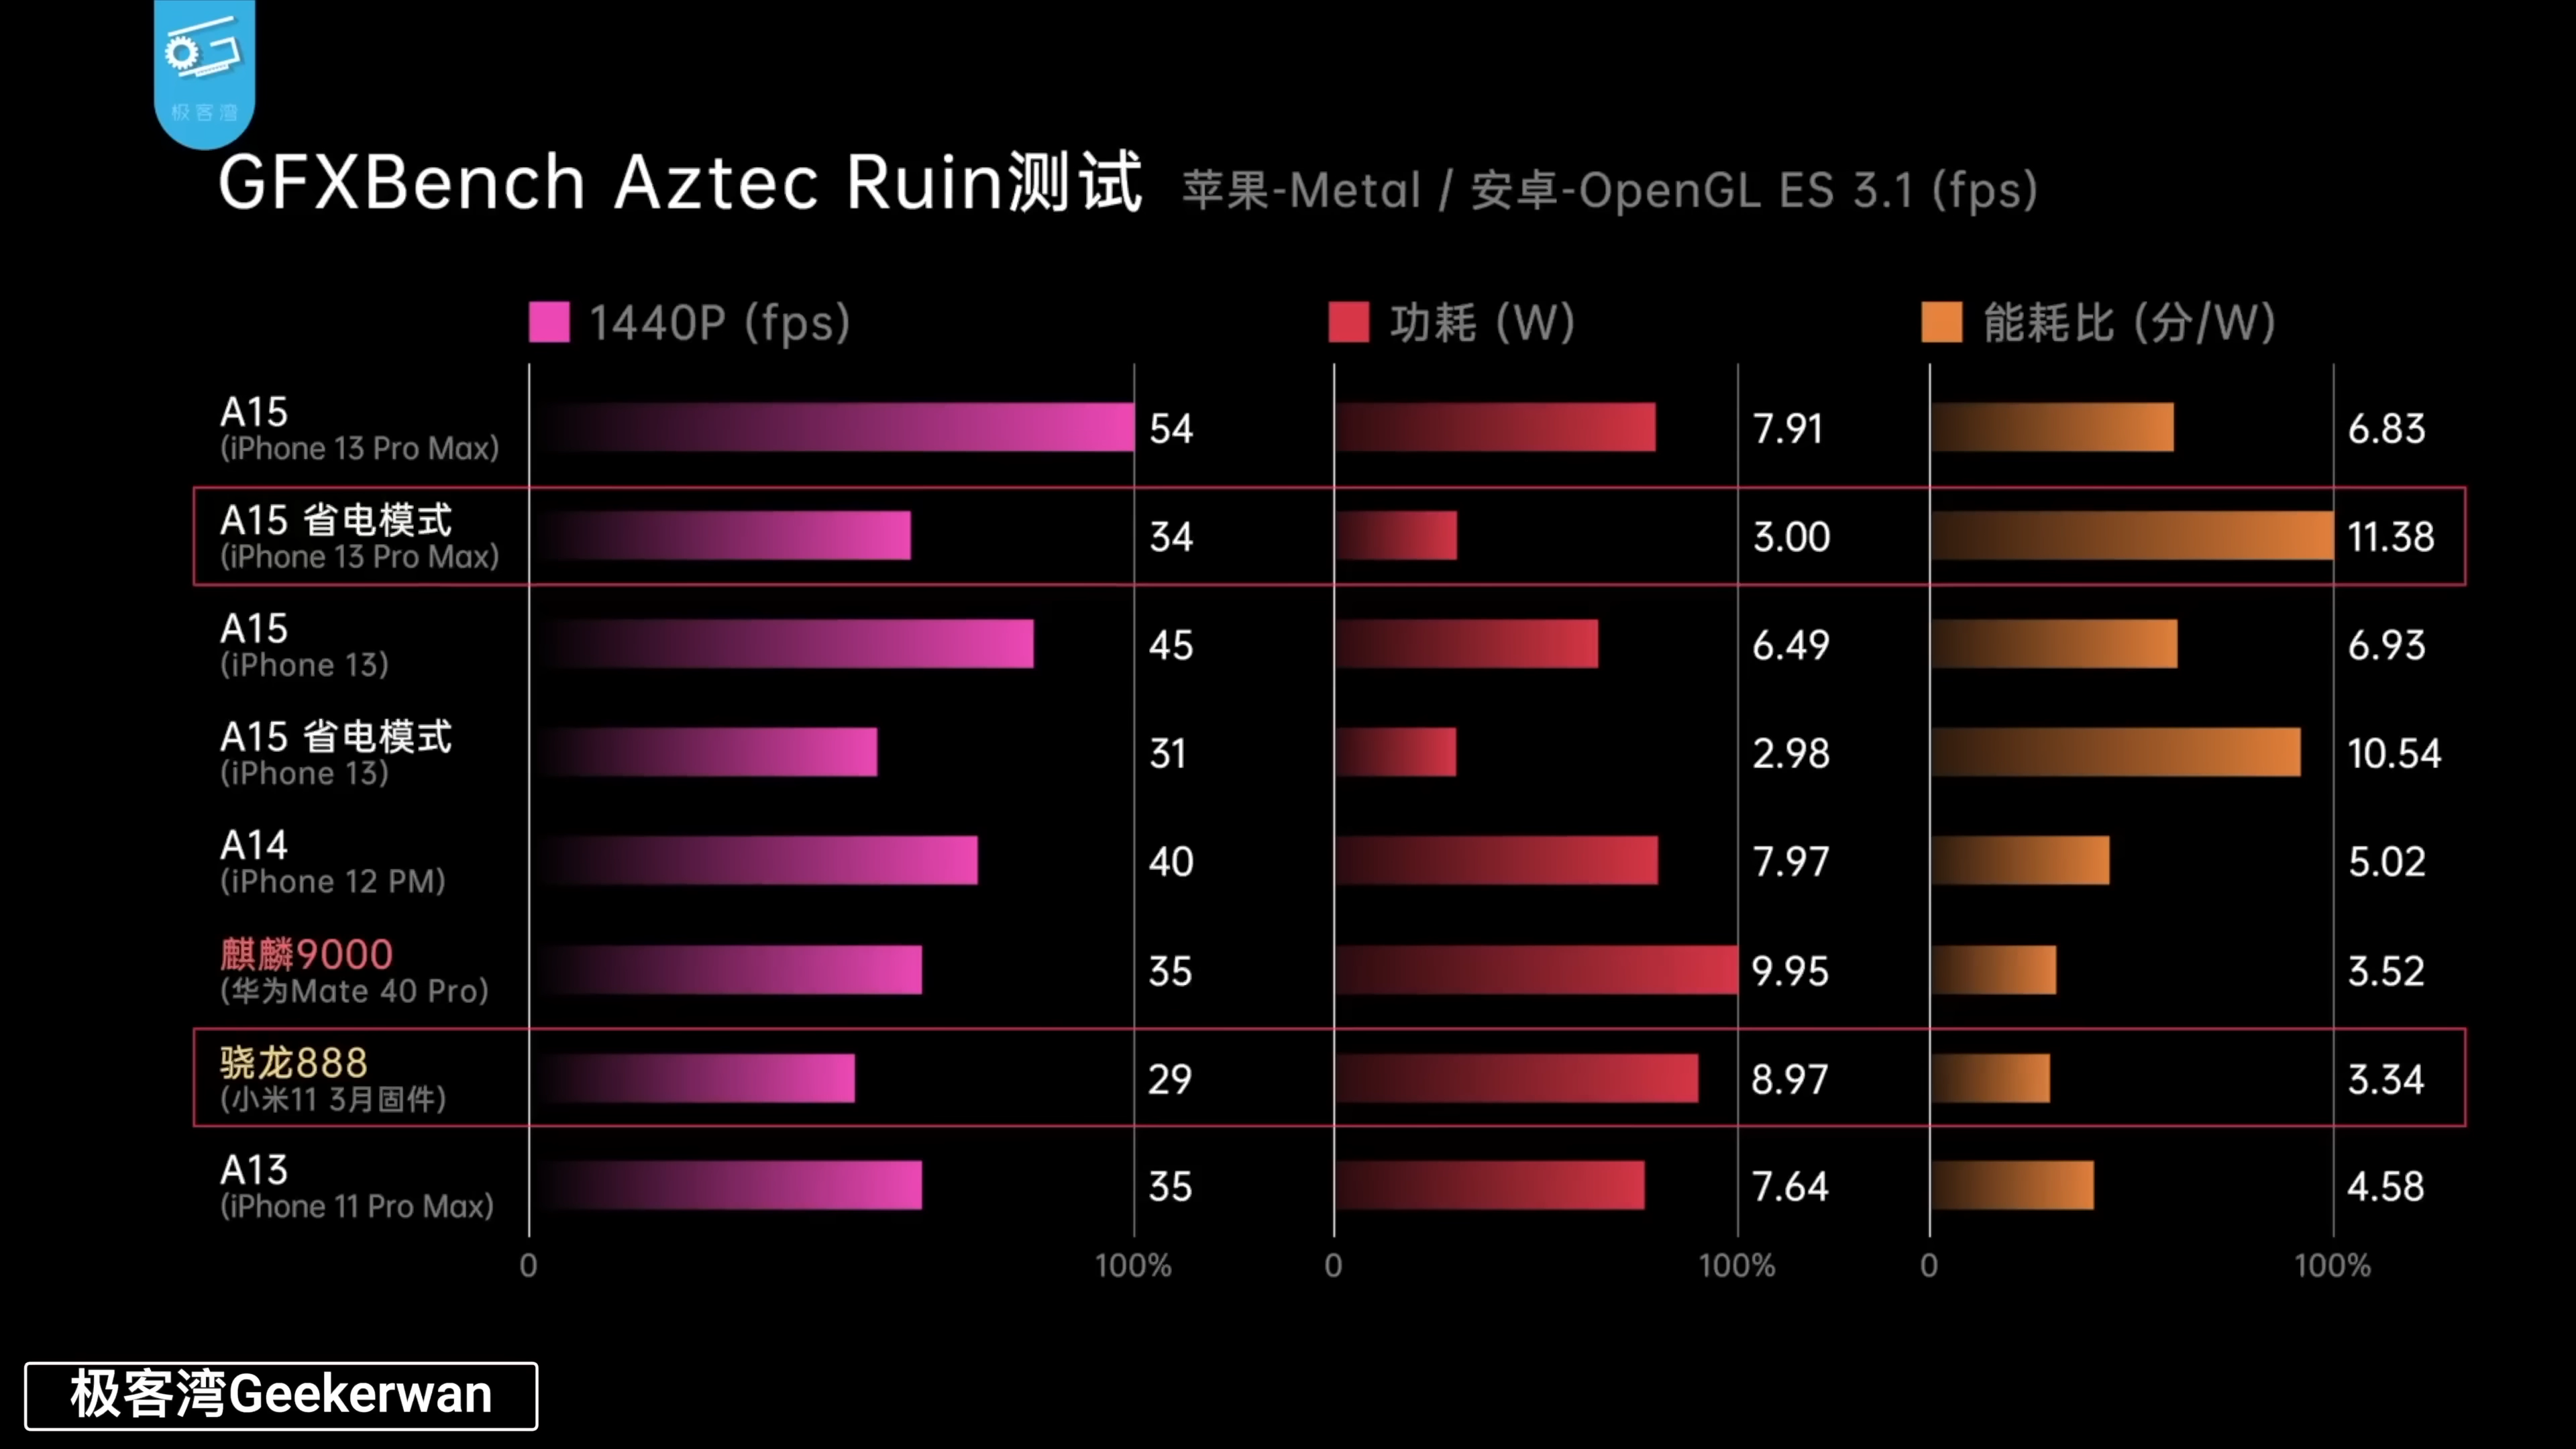 极客湾
GFXBench Aztec Ruin测试 苹果-Metal / 安卓-OpenGL ES 3.1 (fps)
1440P (fps) 功耗 (W) 能耗比 (分/W)
A15
(iPhone 13 Pro Max)
54 7.91 6.83
A15 省电模式
(iPhone 13 Pro Max)
34 3.00 11.38
A15
(iPhone 13)
45 6.49 6.93
A15 省电模式
(iPhone 13)
31 2.98 10.54
A14
(iPhone 12 PM)
40 7.97 5.02
麒麟9000
(华为Mate 40 Pro)
35 9.95 3.52
骁龙888
(小米11 3月固件)
29 8.97 3.34
A13
(iPhone 11 Pro Max)
35 7.64 4.58
0 100% 0 100% 0 100%
极客湾Geekerwan